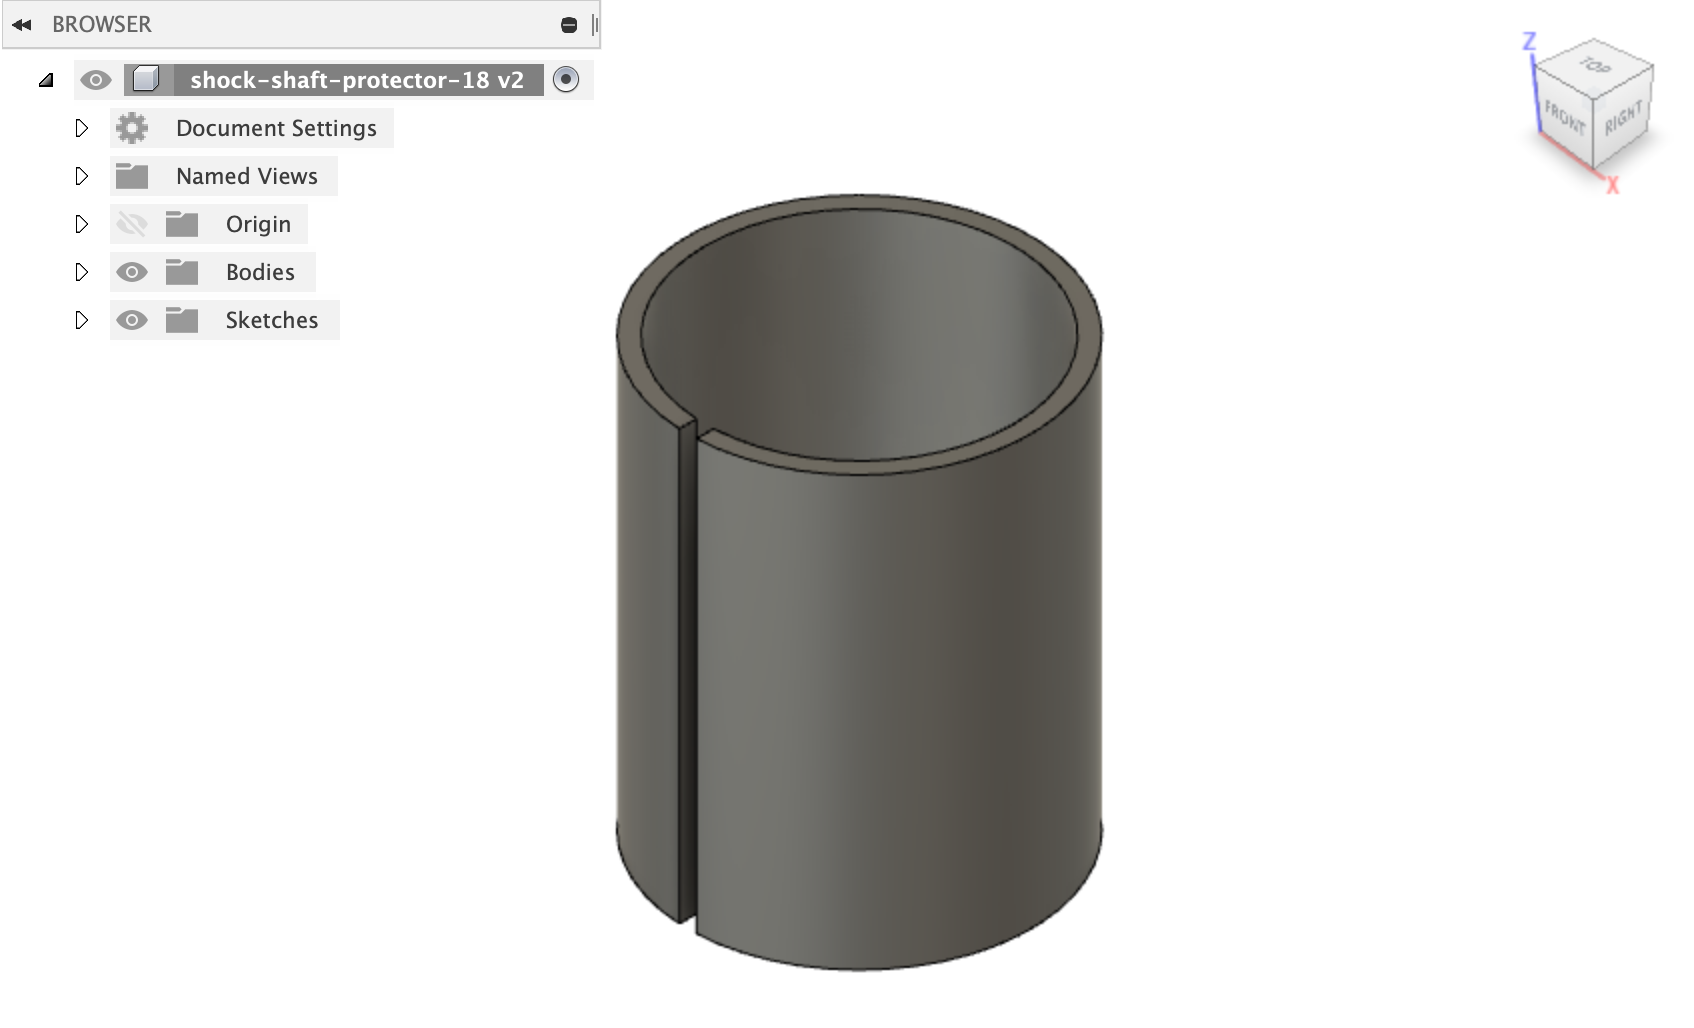 BROWSER
shock-shaft-protector-18 v2
Document Settings
Named Views
Origin
Bodies
Sketches
Z
TOP
FRONT
RIGHT
X